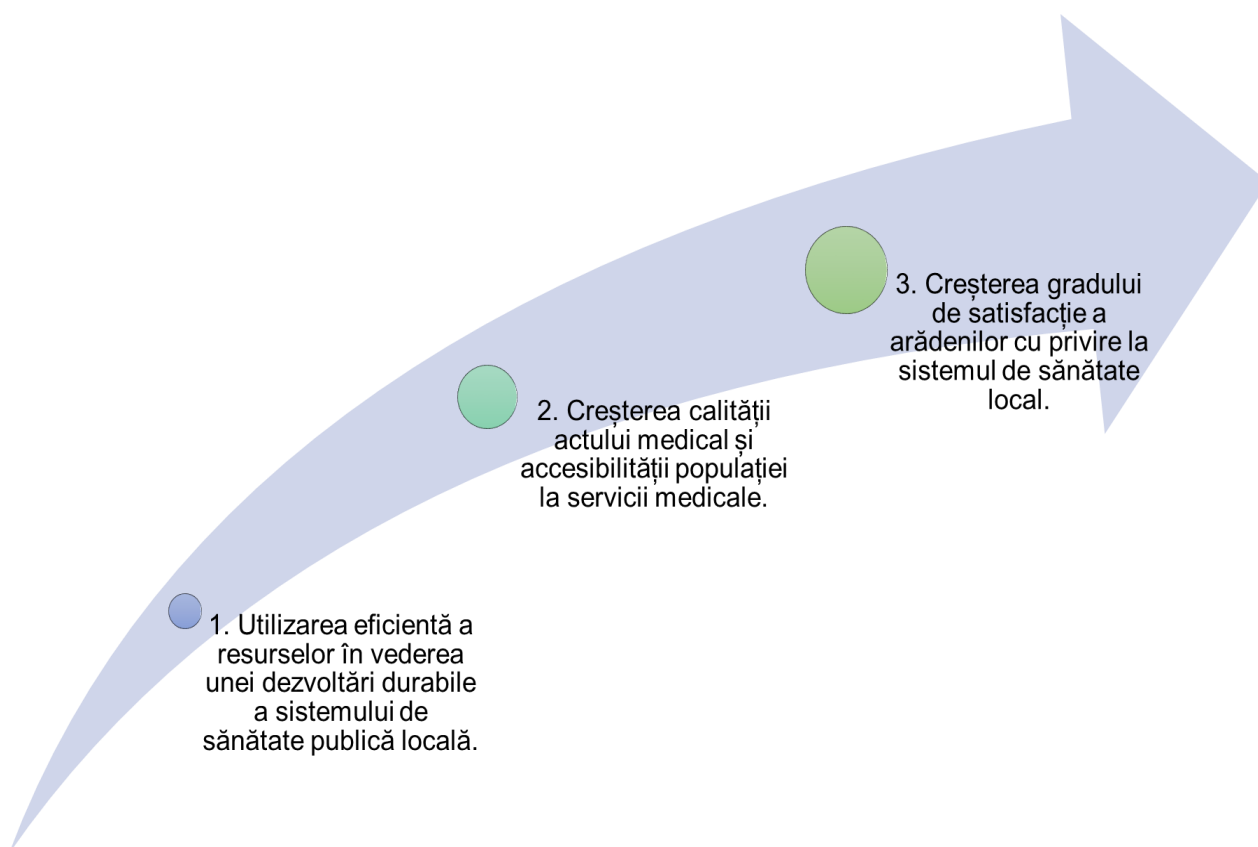 1. Utilizarea eficientă a
resurselor în vederea
unei dezvoltări durabile
a sistemului de
sănătate publică locală.
2. Creșterea calității
actului medical și
accesibilității populației
la servicii medicale.
3. Creșterea gradului
de satisfacție a
arădenilor cu privire la
sistemul de sănătate
local.